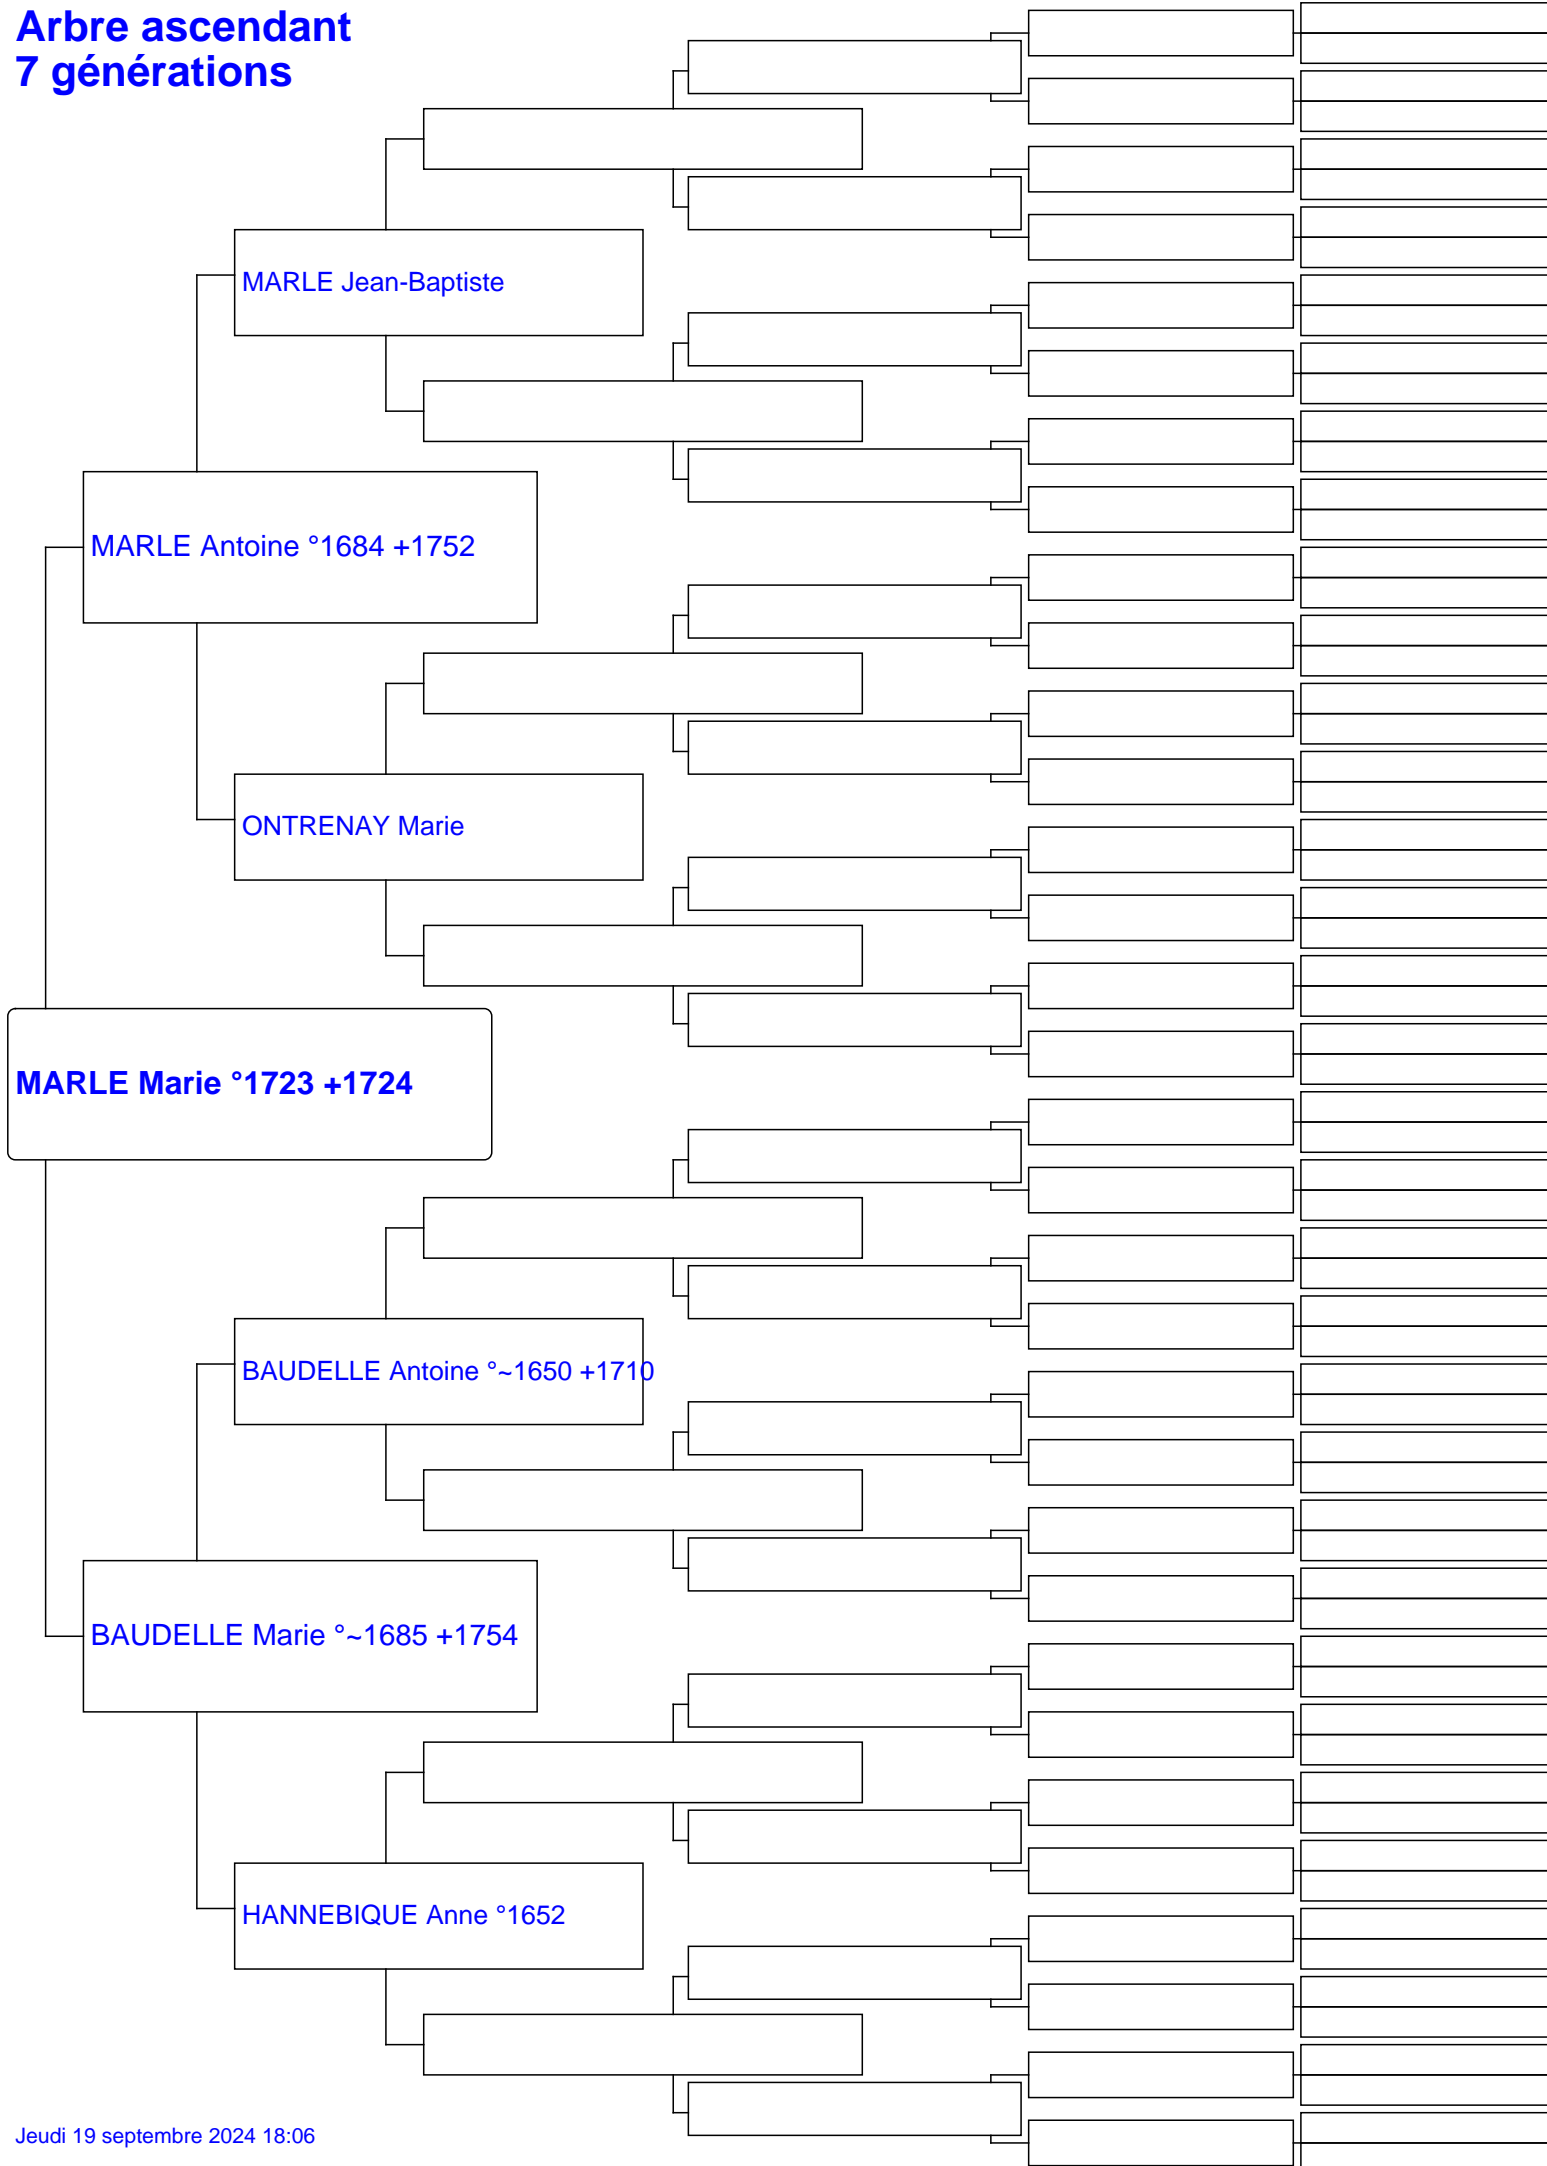 Arbre ascendant
7 générations
MARLE Jean-Baptiste
MARLE Antoine °1684 +1752
ONTRENAY Marie
MARLE Marie °1723 +1724
BAUDELLE Antoine °~1650 +1710
BAUDELLE Marie °~1685 +1754
HANNEBIQUE Anne °1652
Jeudi 19 septembre 2024 18:06